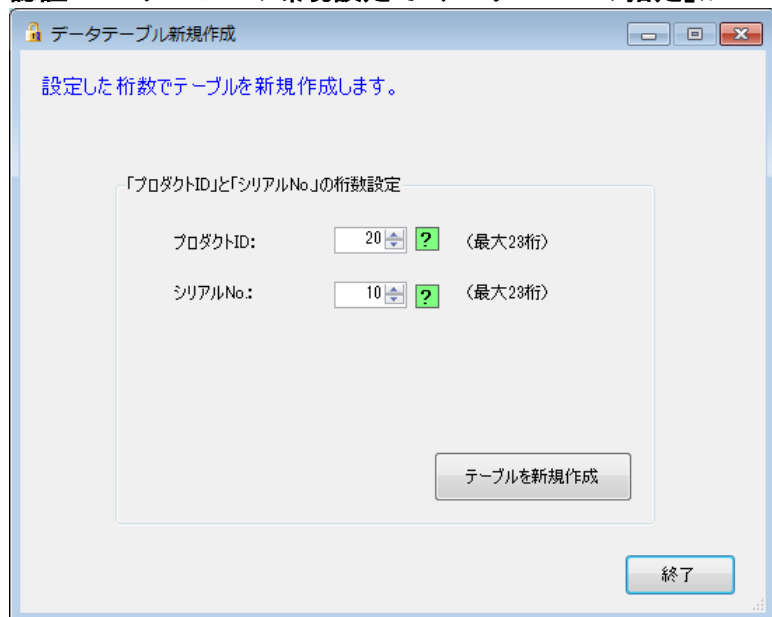 データテーブル新規作成
設定した桁数でテーブルを新規作成します。
「プロダクトID」と「シリアルNo.」の桁数設定
プロダクトID: 20 ? (最大23桁)
シリアルNo.: 10 ? (最大23桁)
テーブルを新規作成
終了